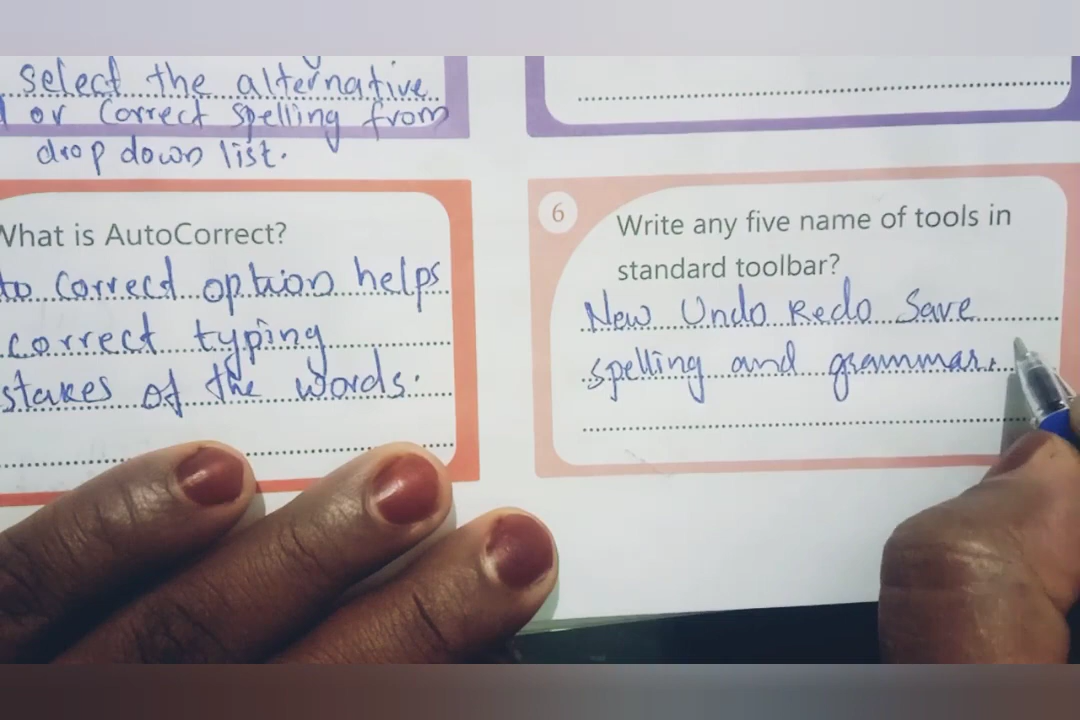 select the alternative
or correct spelling from
drop down list.
What is AutoCorrect?
to correct option helps
correct typing
stakes of the words.
6
Write any five name of tools in
standard toolbar?
New Undo Redo Save
spelling and grammar.